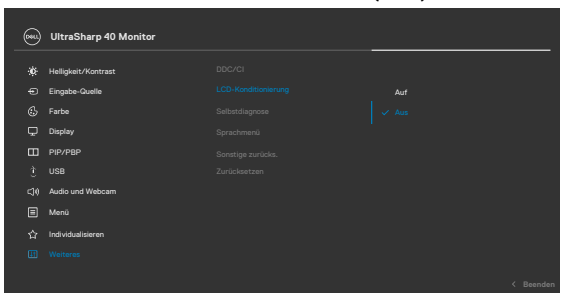 DELL UltraSharp 40 Monitor
Helligkeit/Kontrast
Eingabe-Quelle
Farbe
Display
PIP/PBP
USB
Audio und Webcam
Menü
Individualisieren
Weiteres
DDC/CI
LCD-Konditionierung
Selbstdiagnose
Sprachmenü
Sonstige zurücks.
Zurücksetzen
Auf
Aus
Beenden